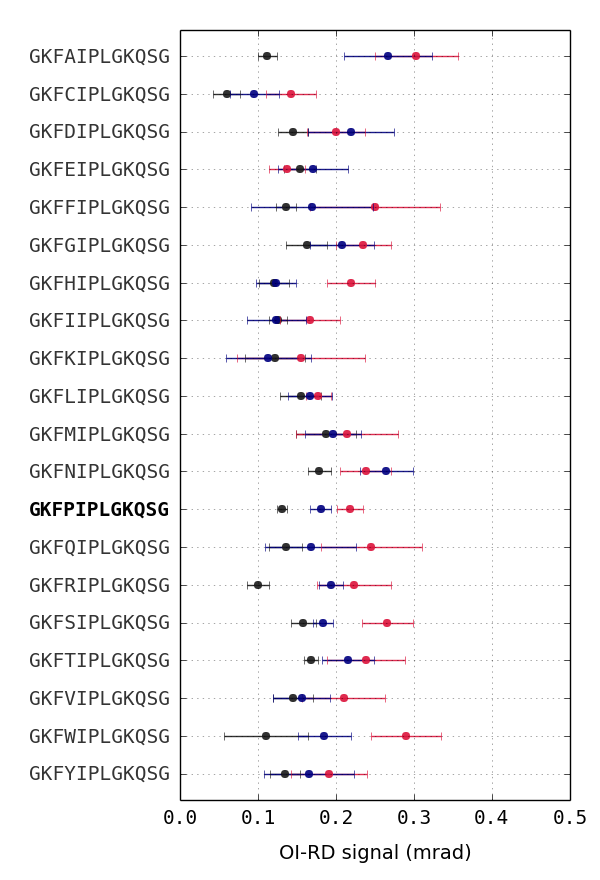 GKFAIPLGKQSG
GKFCIPLGKQSG
GKFDIPLGKQSG
GKFEIPLGKQSG
GKFFIPLGKQSG
GKFGIPLGKQSG
GKFHIPLGKQSG
GKFIIPLGKQSG
GKFKIPLGKQSG
GKFLIPLGKQSG
GKFMIPLGKQSG
GKFNIPLGKQSG
GKFPIPLGKQSG
GKFQIPLGKQSG
GKFRIPLGKQSG
GKFSIPLGKQSG
GKFTIPLGKQSG
GKFVIPLGKQSG
GKFWIPLGKQSG
GKFYIPLGKQSG
0.0 0.1 0.2 0.3 0.4 0.5
OI-RD signal (mrad)